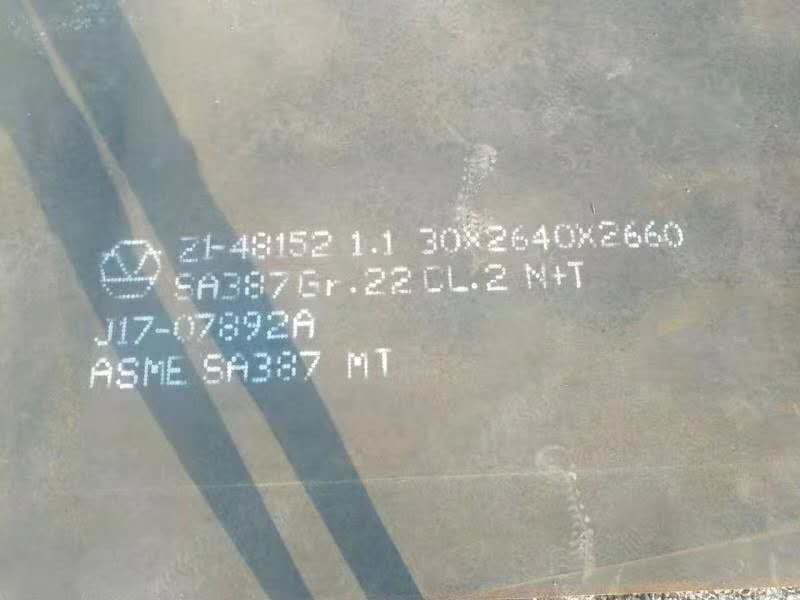 Z1-48152 1.1 30X2640X2660
SA387Gr.22 CL.2 N+T
J17-07892A
ASME SA387 MT